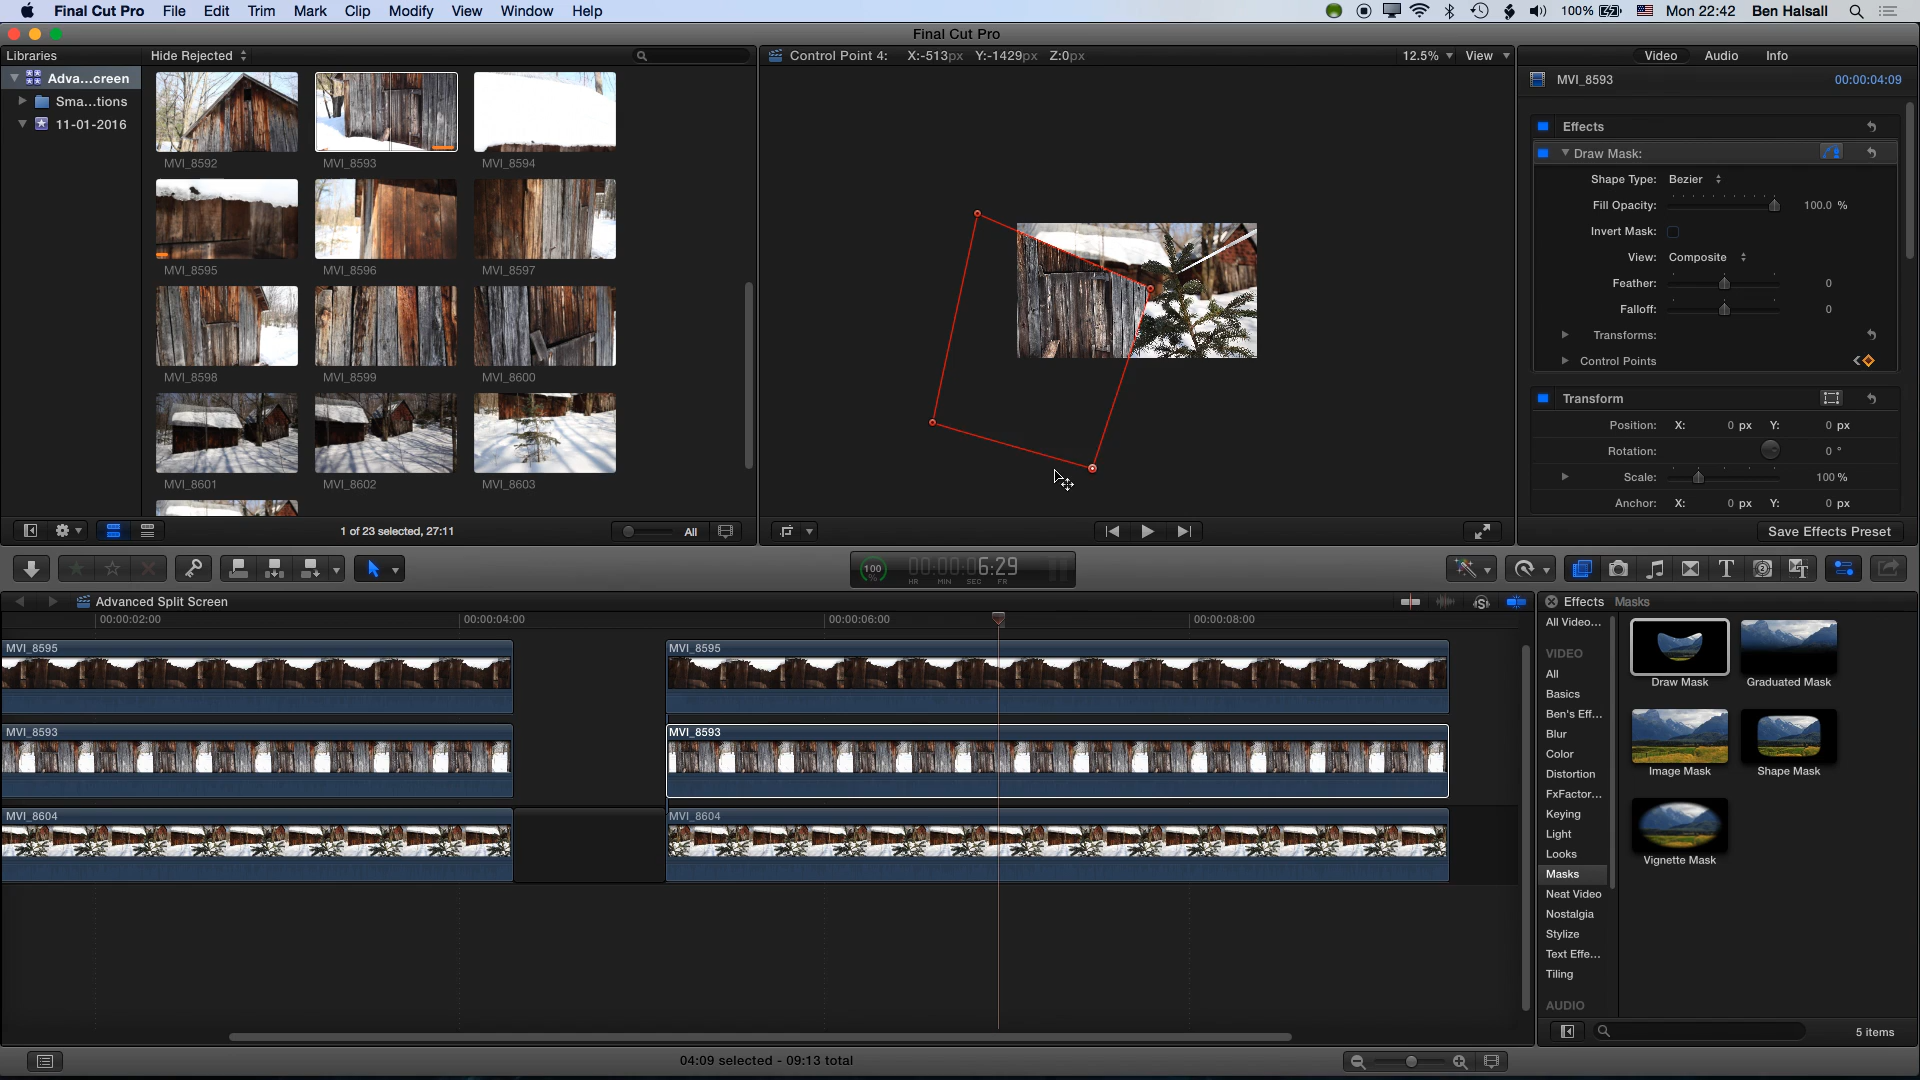 Final Cut Pro File Edit Trim Mark Clip Modify View Window Help 100% Mon 22:42 Ben Halsall
Final Cut Pro
Libraries Hide Rejected Control Point 4: X:-513px Y:-1429px Z:0px 12.5% View Video Audio Info
Adva...creen
MVI_8593 00:00:04:09
Sma...tions
11-01-2016
Effects
MVI_8592 MVI_8593 MVI_8594
Draw Mask:
Shape Type: Bezier
Fill Opacity: 100.0 %
Invert Mask:
View: Composite
MVI_8595 MVI_8596 MVI_8597
Feather: 0
Falloff: 0
Transforms:
Control Points
MVI_8598 MVI_8599 MVI_8600
Transform
Position: X: 0 px Y: 0 px
Rotation: 0 °
Scale: 100 %
MVI_8601 MVI_8602 MVI_8603
Anchor: X: 0 px Y: 0 px
1 of 23 selected, 27:11 All Save Effects Preset
100 % 00:00:06:29
HR MIN SEC FR
Advanced Split Screen Effects Masks
00:00:02:00 00:00:04:00 00:00:06:00 00:00:08:00
MVI_8595 MVI_8595
MVI_8593 MVI_8593
MVI_8604 MVI_8604
All Video...
VIDEO
All
Basics
Ben's Eff...
Blur
Color
Distortion
FxFactor...
Keying
Light
Looks
Masks
Neat Video
Nostalgia
Stylize
Text Effe...
Tiling
AUDIO
Draw Mask Graduated Mask
Image Mask Shape Mask
Vignette Mask
5 items
04:09 selected - 09:13 total